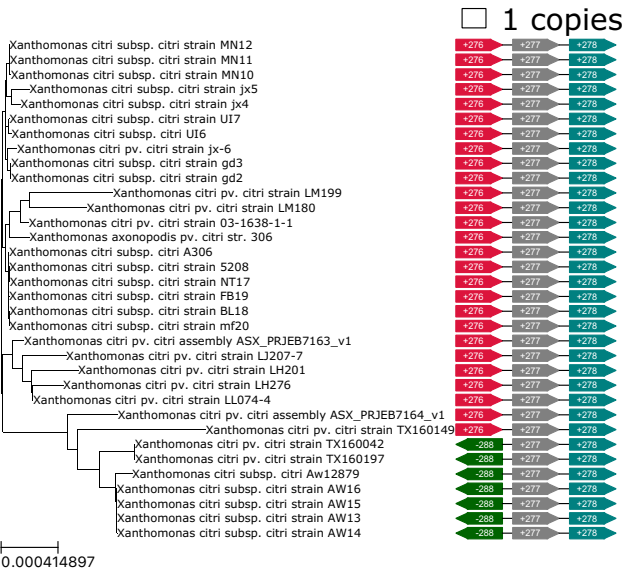 1 copies
Xanthomonas citri subsp. citri strain MN12 +276 +277 +278
Xanthomonas citri subsp. citri strain MN11 +276 +277 +278
Xanthomonas citri subsp. citri strain MN10 +276 +277 +278
Xanthomonas citri subsp. citri strain jx5 +276 +277 +278
Xanthomonas citri subsp. citri strain jx4 +276 +277 +278
Xanthomonas citri subsp. citri strain UI7 +276 +277 +278
Xanthomonas citri subsp. citri UI6 +276 +277 +278
Xanthomonas citri pv. citri strain jx-6 +276 +277 +278
Xanthomonas citri subsp. citri strain gd3 +276 +277 +278
Xanthomonas citri subsp. citri strain gd2 +276 +277 +278
Xanthomonas citri pv. citri strain LM199 +276 +277 +278
Xanthomonas citri pv. citri strain LM180 +276 +277 +278
Xanthomonas citri pv. citri strain 03-1638-1-1 +276 +277 +278
Xanthomonas axonopodis pv. citri str. 306 +276 +277 +278
Xanthomonas citri subsp. citri A306 +276 +277 +278
Xanthomonas citri subsp. citri strain 5208 +276 +277 +278
Xanthomonas citri subsp. citri strain NT17 +276 +277 +278
Xanthomonas citri subsp. citri strain FB19 +276 +277 +278
Xanthomonas citri subsp. citri strain BL18 +276 +277 +278
Xanthomonas citri subsp. citri strain mf20 +276 +277 +278
Xanthomonas citri pv. citri assembly ASX_PRJEB7163_v1 +276 +277 +278
Xanthomonas citri pv. citri strain LJ207-7 +276 +277 +278
Xanthomonas citri pv. citri strain LH201 +276 +277 +278
Xanthomonas citri pv. citri strain LH276 +276 +277 +278
Xanthomonas citri pv. citri strain LL074-4 +276 +277 +278
Xanthomonas citri pv. citri assembly ASX_PRJEB7164_v1 +276 +277 +278
Xanthomonas citri pv. citri strain TX160149 +276 +277 +278
Xanthomonas citri pv. citri strain TX160042 -288 +277 +278
Xanthomonas citri pv. citri strain TX160197 -288 +277 +278
Xanthomonas citri subsp. citri Aw12879 -288 +277 +278
Xanthomonas citri subsp. citri strain AW16 -288 +277 +278
Xanthomonas citri subsp. citri strain AW15 -288 +277 +278
Xanthomonas citri subsp. citri strain AW13 -288 +277 +278
Xanthomonas citri subsp. citri strain AW14 -288 +277 +278
0.000414897